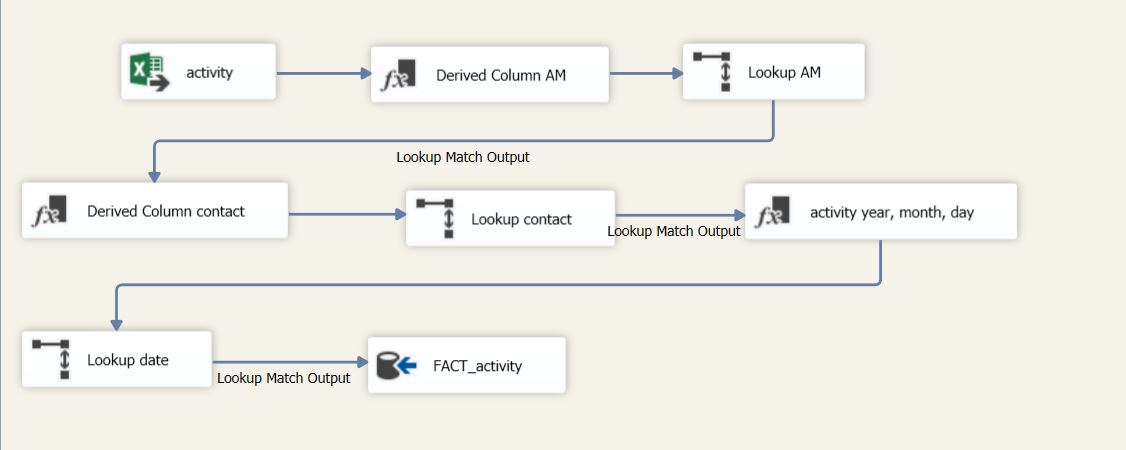 activity
Derived Column AM
Lookup AM
Lookup Match Output
Derived Column contact
Lookup contact
Lookup Match Output
activity year, month, day
Lookup date
Lookup Match Output
FACT_activity